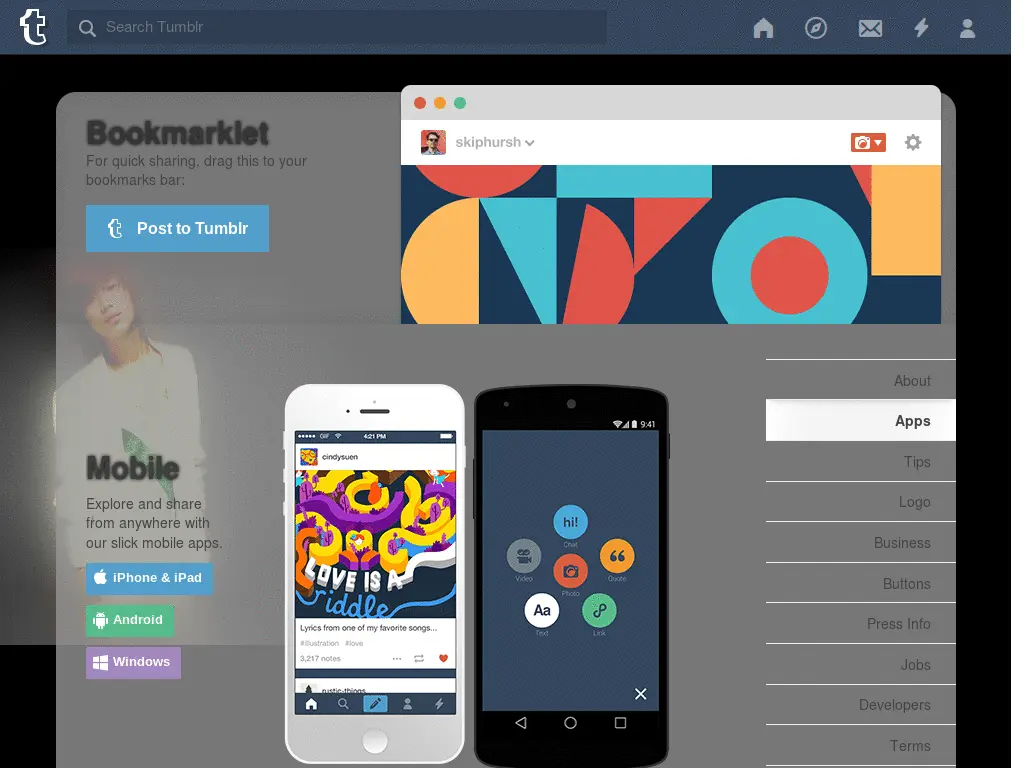 Search Tumblr
Bookmarklet
For quick sharing, drag this to your
bookmarks bar:
Post to Tumblr
skiphursh
Mobile
Explore and share
from anywhere with
our slick mobile apps.
iPhone & iPad
Android
Windows
GIF
4:21 PM
cindysuen
LOVE IS A
riddle
Lyrics from one of my favorite songs...
#illustration #love
3,217 notes
rustic-things
9:41
hi!
Chat
Video
Quote
Photo
Aa
Text
Link
About
Apps
Tips
Logo
Business
Buttons
Press Info
Jobs
Developers
Terms